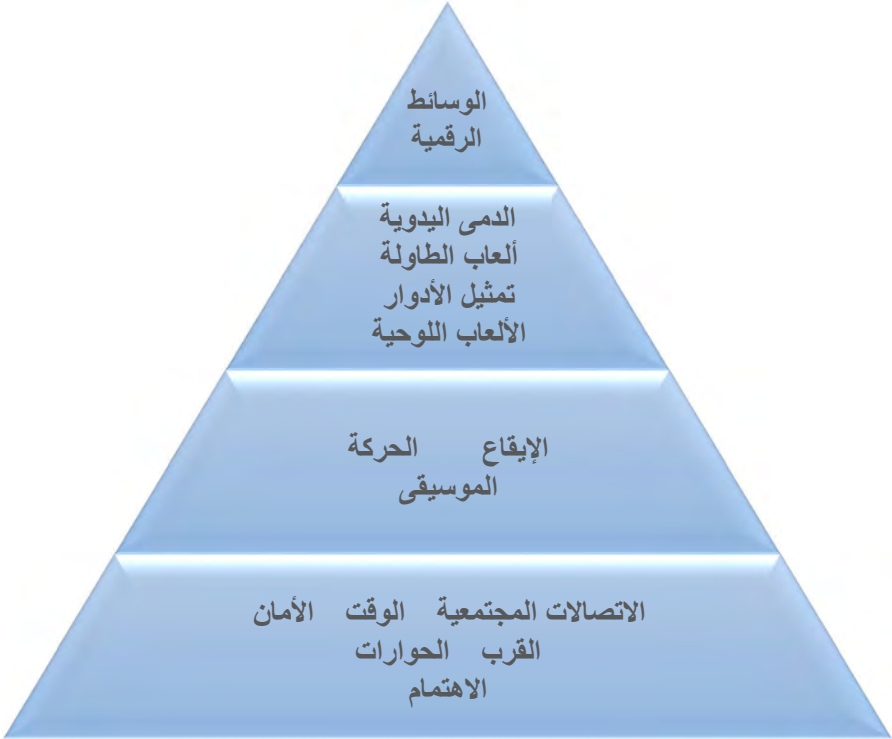 الوسائط
الرقمية
الدمى اليدوية
ألعاب الطاولة
تمثيل الأدوار
الألعاب اللوحية
الإيقاع الحركة
الموسيقى
الاتصالات المجتمعية الوقت الأمان
القرب الحوارات
الاهتمام